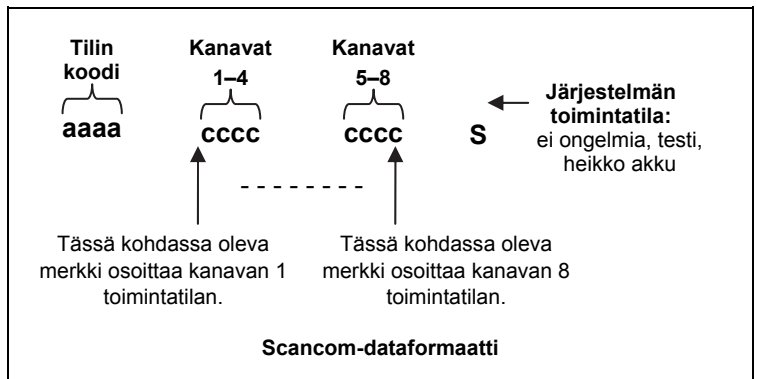 Tilin
koodi
Kanavat
1–4
Kanavat
5–8
aaaa
cccc
cccc
S
Järjestelmän
toimintatila:
ei ongelmia, testi,
heikko akku
Tässä kohdassa oleva
merkki osoittaa kanavan 1
toimintatilan.
Tässä kohdassa oleva
merkki osoittaa kanavan 8
toimintatilan.
Scancom-dataformaatti